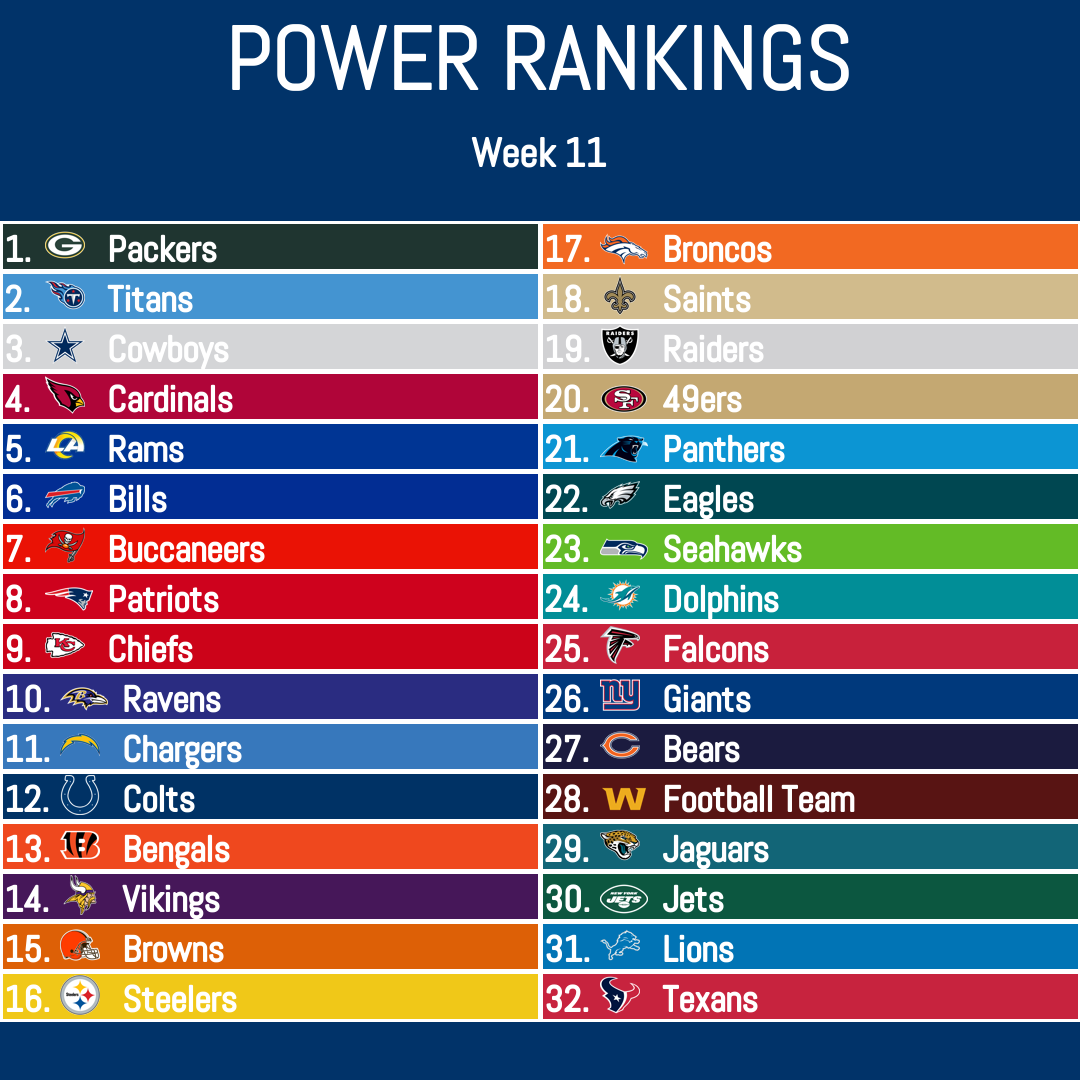 POWER RANKINGS
Week 11
1. G Packers
2. T Titans
3. Cowboys
4. Cardinals
5. LA Rams
6. Bills
7. Buccaneers
8. Patriots
9. KC Chiefs
10. Ravens
11. Chargers
12. Colts
13. Bengals
14. Vikings
15. Browns
16. Steelers Steelers
17. Broncos
18. Saints
19. RAIDERS Raiders
20. SF 49ers
21. Panthers
22. Eagles
23. Seahawks
24. Dolphins
25. Falcons
26. ny Giants
27. C Bears
28. W Football Team
29. Jaguars
30. NEW YORK JETS Jets
31. Lions
32. Texans